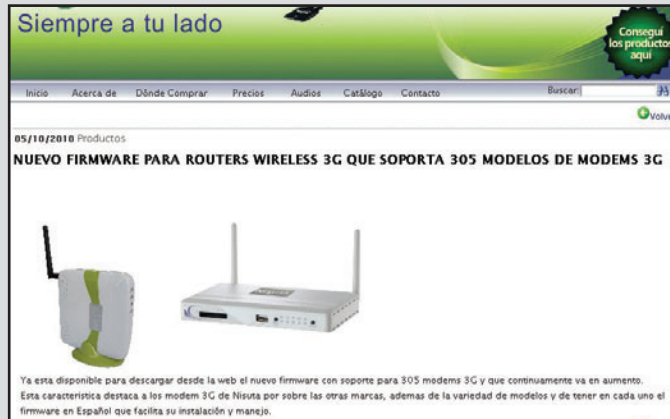 Siempre a tu lado
Conseguí
los productos
aquí
Inicio Acerca de Dónde Comprar Precios Audios Catálogo Contacto Buscar:
Volve
05/10/2010 Productos
NUEVO FIRMWARE PARA ROUTERS WIRELESS 3G QUE SOPORTA 305 MODELOS DE MODEMS 3G
Ya esta disponible para descargar desde la web el nuevo firmware con soporte para 305 modems 3G y que continuamente va en aumento.
Esta caracteristica destaca a los modem 3G de Nisuta por sobre las otras marcas, ademas de la variedad de modelos y de tener en cada uno el
firmware en Español que facilita su instalación y manejo.